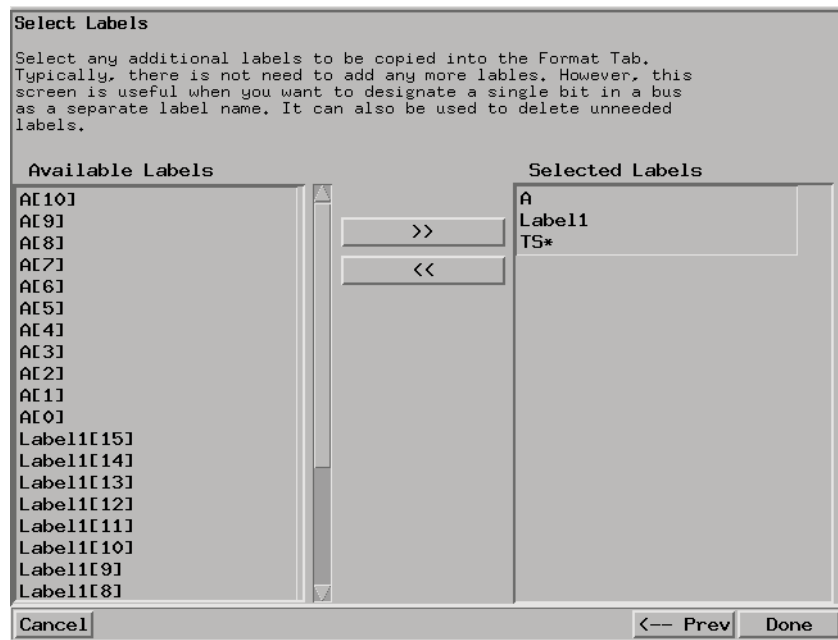 Select Labels
Select any additional labels to be copied into the Format Tab.
Typically, there is not need to add any more lables. However, this
screen is useful when you want to designate a single bit in a bus
as a separate label name. It can also be used to delete unneeded
labels.
Available Labels
A[10]
A[9]
A[8]
A[7]
A[6]
A[5]
A[4]
A[3]
A[2]
A[1]
A[0]
Label1[15]
Label1[14]
Label1[13]
Label1[12]
Label1[11]
Label1[10]
Label1[9]
Label1[8]
>>
<<
Selected Labels
A
Label1
TS*
Cancel
<-- Prev
Done